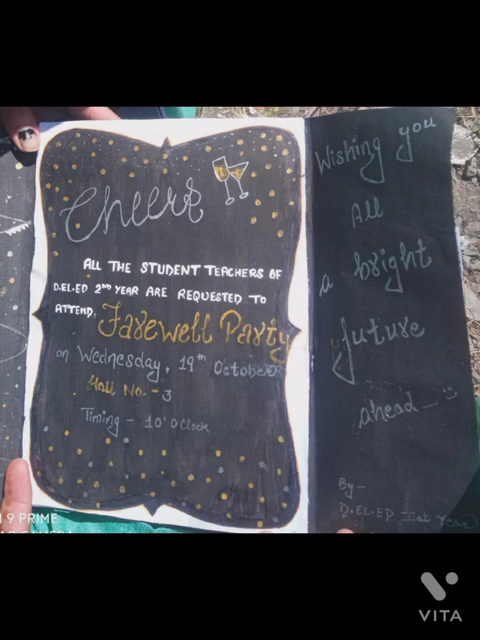 Cheers
ALL THE STUDENT TEACHERS OF
D.EL.ED 2ND YEAR ARE REQUESTED TO
ATTEND, Farewell Party
on Wednesday, 19th October
Hall No. - 3
Timing - 10' O Clock
Wishing you
All
a bright
future
ahead
By -
D.EL.ED Ist Year
9 PRIME
VITA